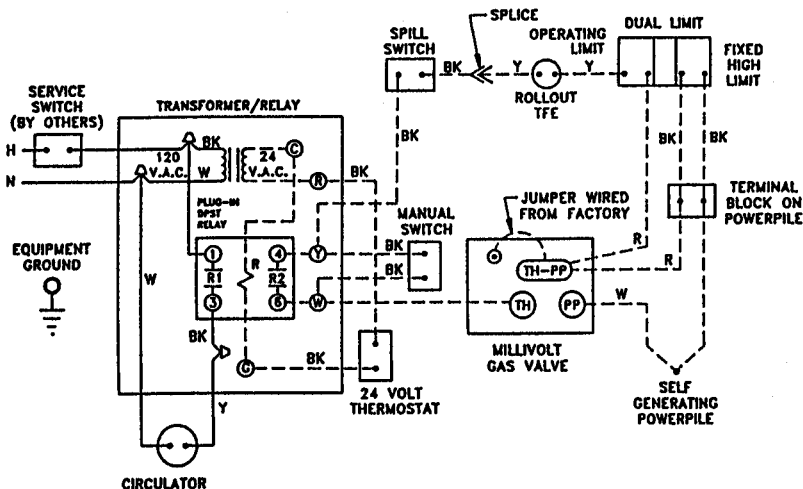 SPLICE
SPILL
SWITCH
OPERATING
LIMIT
DUAL LIMIT
FIXED
HIGH
LIMIT
BK
Y
Y
ROLLOUT
TFE
SERVICE
SWITCH
(BY OTHERS)
TRANSFORMER/RELAY
H
N
BK
120
V.A.C.
W
24
V.A.C.
C
R
BK
BK
BK
BK
TERMINAL
BLOCK ON
POWERPILE
PLUG-IN
DPST
RELAY
MANUAL
SWITCH
JUMPER WIRED
FROM FACTORY
EQUIPMENT
GROUND
W
1
R1
3
R
4
R2
6
Y
W
BK
BK
R
R
TH-PP
TH
PP
W
BK
G
BK
Y
24 VOLT
THERMOSTAT
MILLIVOLT
GAS VALVE
SELF
GENERATING
POWERPILE
CIRCULATOR